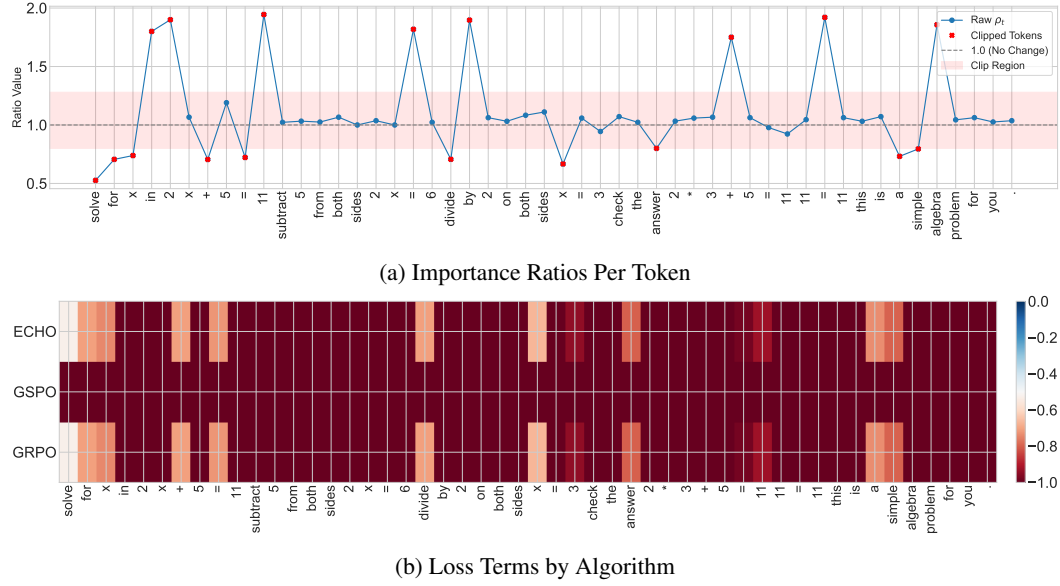 2.0
1.5
1.0
0.5
Ratio Value
Raw ρt
Clipped Tokens
1.0 (No Change)
Clip Region
solve for x in 2 x + 5 = 11 subtract 5 from both sides 2 x = 6 divide by 2 on both sides x = 3 check the answer 2 * 3 + 5 = 11 11 = 11 this is a simple algebra problem for you .
(a) Importance Ratios Per Token
ECHO
GSPO
GRPO
0.0
−0.2
−0.4
−0.6
−0.8
−1.0
solve for x in 2 x + 5 = 11 subtract 5 from both sides 2 x = 6 divide by 2 on both sides x = 3 check the answer 2 * 3 + 5 = 11 11 = 11 this is a simple algebra problem for you .
(b) Loss Terms by Algorithm